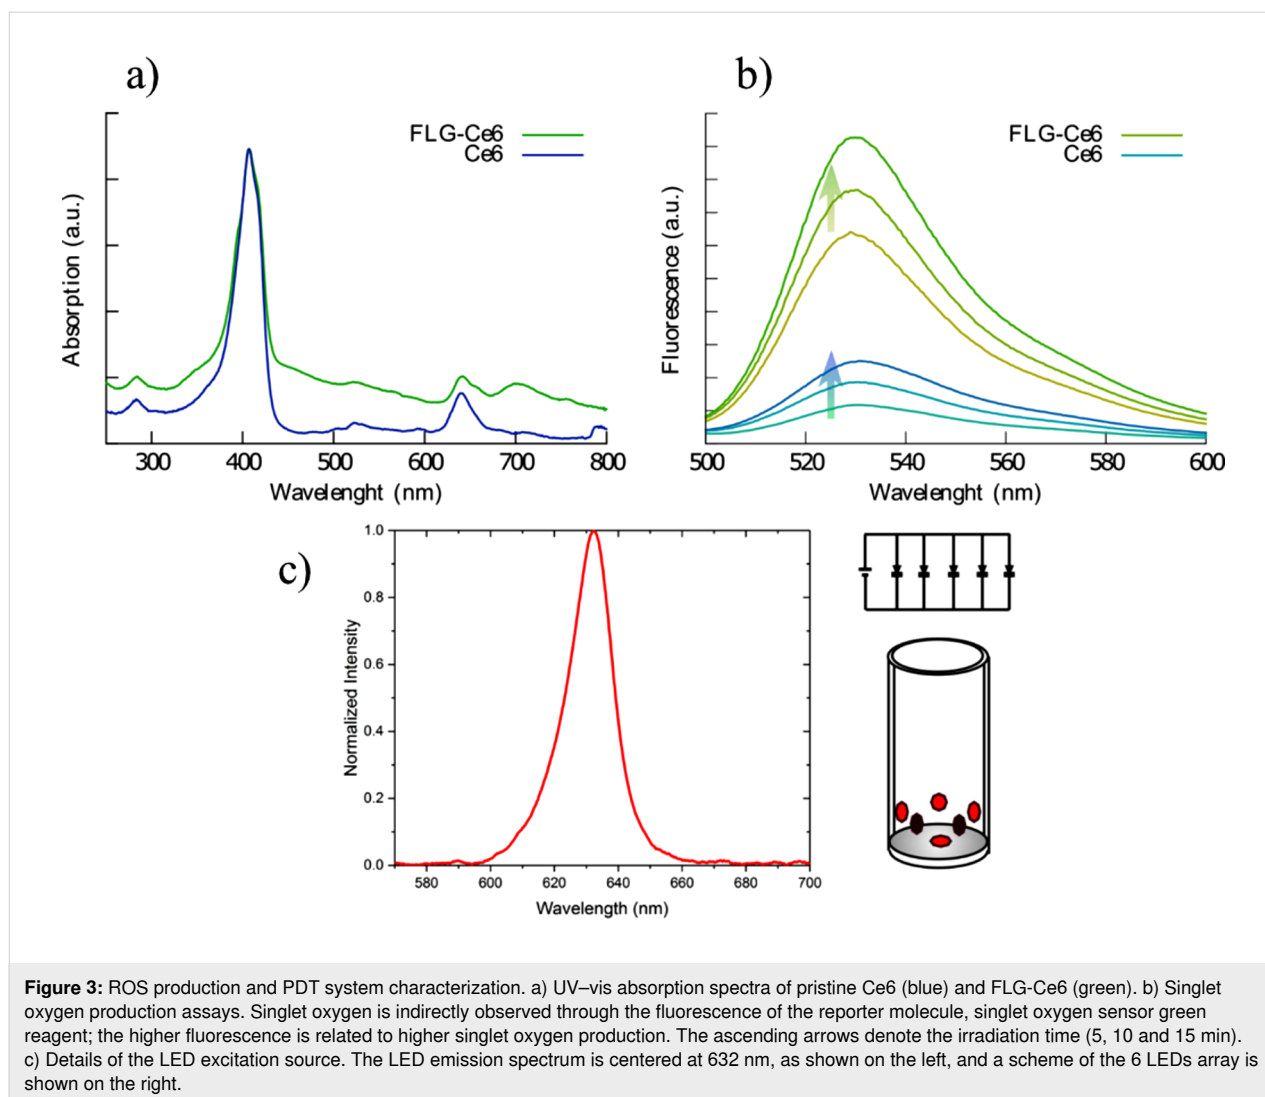 a)
FLG-Ce6
Ce6
Absorption (a.u.)
300 400 500 600 700 800
Wavelenght (nm)
b)
FLG-Ce6
Ce6
Fluorescence (a.u.)
500 520 540 560 580 600
Wavelenght (nm)
c)
1.0
0.8
0.6
0.4
0.2
0.0
Normalized Intensity
580 600 620 640 660 680 700
Wavelength (nm)
Figure 3: ROS production and PDT system characterization. a) UV–vis absorption spectra of pristine Ce6 (blue) and FLG-Ce6 (green). b) Singlet
oxygen production assays. Singlet oxygen is indirectly observed through the fluorescence of the reporter molecule, singlet oxygen sensor green
reagent; the higher fluorescence is related to higher singlet oxygen production. The ascending arrows denote the irradiation time (5, 10 and 15 min).
c) Details of the LED excitation source. The LED emission spectrum is centered at 632 nm, as shown on the left, and a scheme of the 6 LEDs array is
shown on the right.